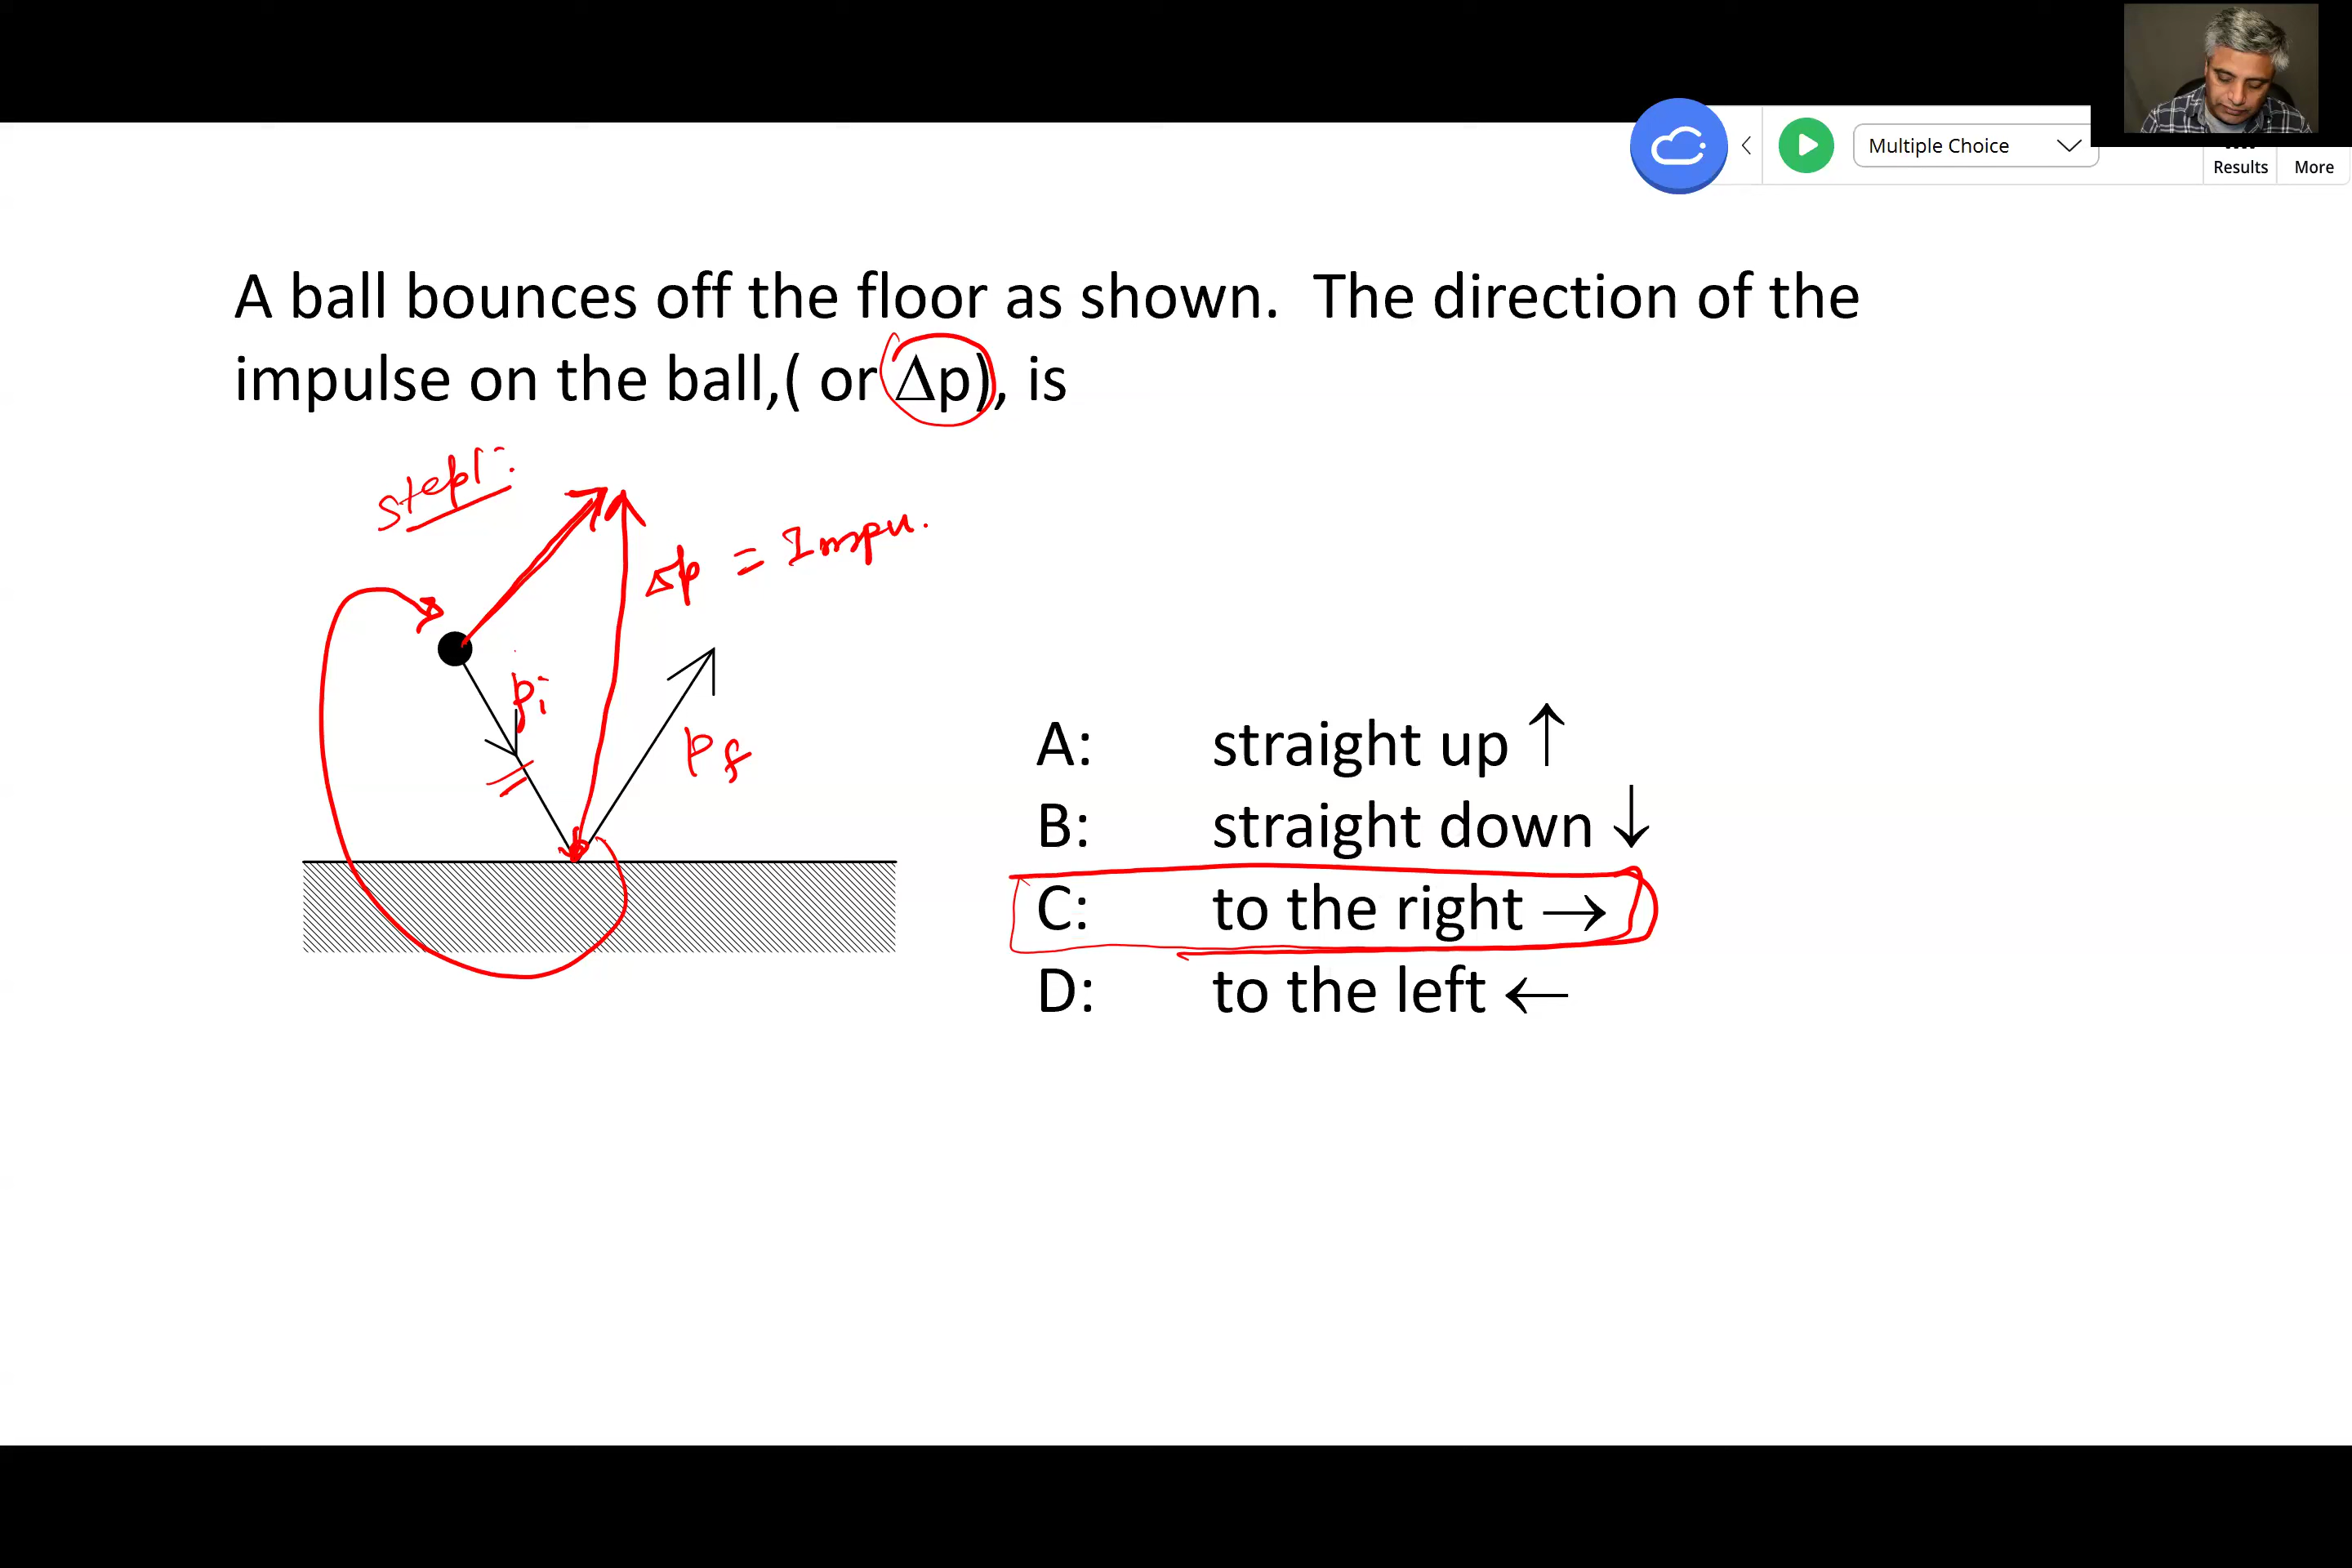 Multiple Choice
Results
More
A ball bounces off the floor as shown. The direction of the
impulse on the ball,( or Δp), is
Step1:
Δp = Impu.
pi
pf
A: straight up ↑
B: straight down ↓
C: to the right →
D: to the left ←